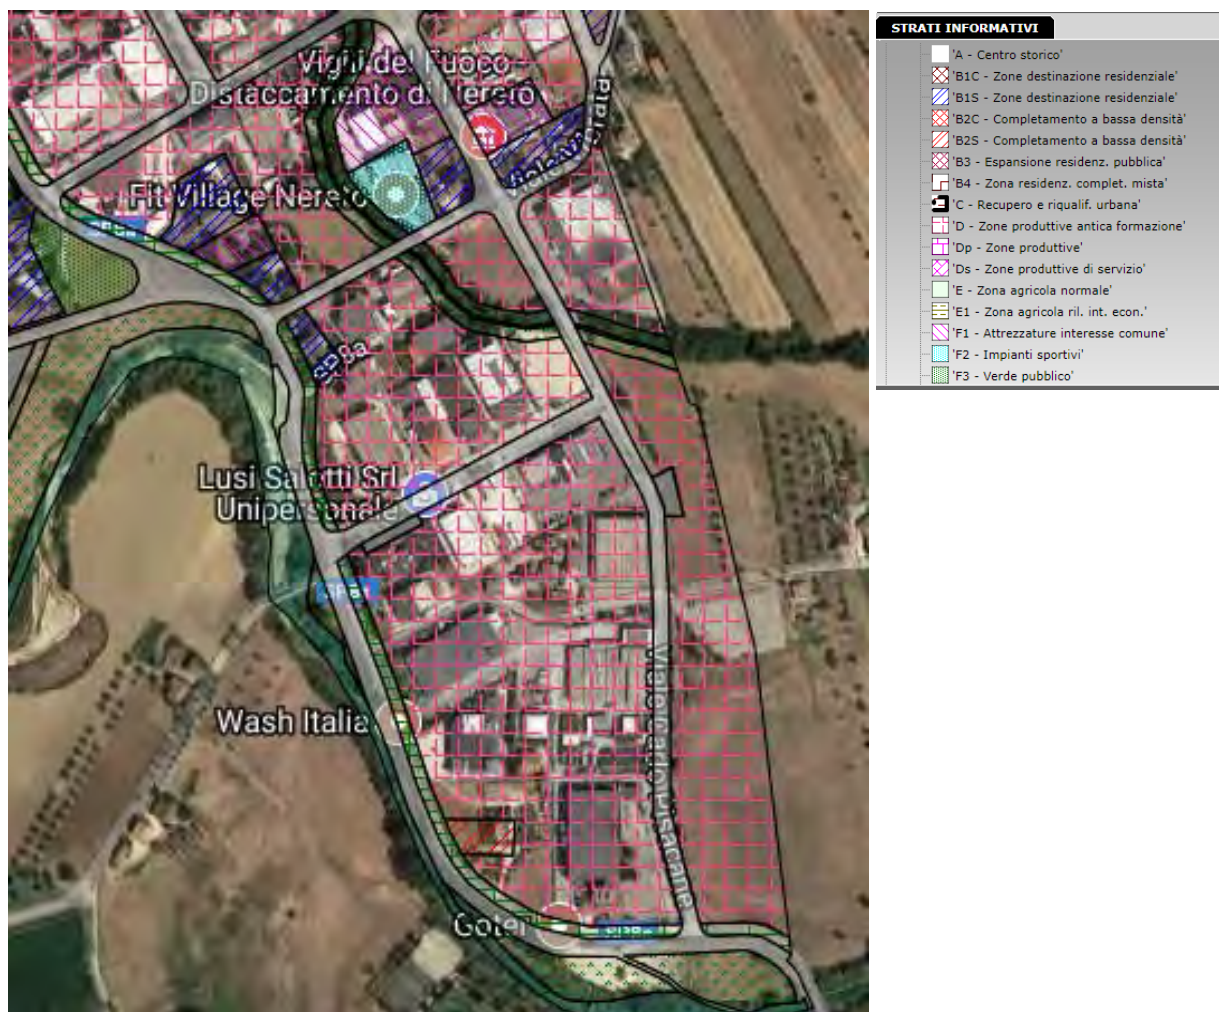 Vigili del Fuoco -
Distaccamento di Nereto
Fit Village Nereto
SP8a
Lusi Salotti Srl
Unipersonale
Wash Italia
Viale Carlo Pisacane
Goter
STRATI INFORMATIVI
'A - Centro storico'
'B1C - Zone destinazione residenziale'
'B1S - Zone destinazione residenziale'
'B2C - Completamento a bassa densità'
'B2S - Completamento a bassa densità'
'B3 - Espansione residenz. pubblica'
'B4 - Zona residenz. complet. mista'
'C - Recupero e riqualif. urbana'
'D - Zone produttive antica formazione'
'Dp - Zone produttive'
'Ds - Zone produttive di servizio'
'E - Zona agricola normale'
'E1 - Zona agricola ril. int. econ.'
'F1 - Attrezzature interesse comune'
'F2 - Impianti sportivi'
'F3 - Verde pubblico'